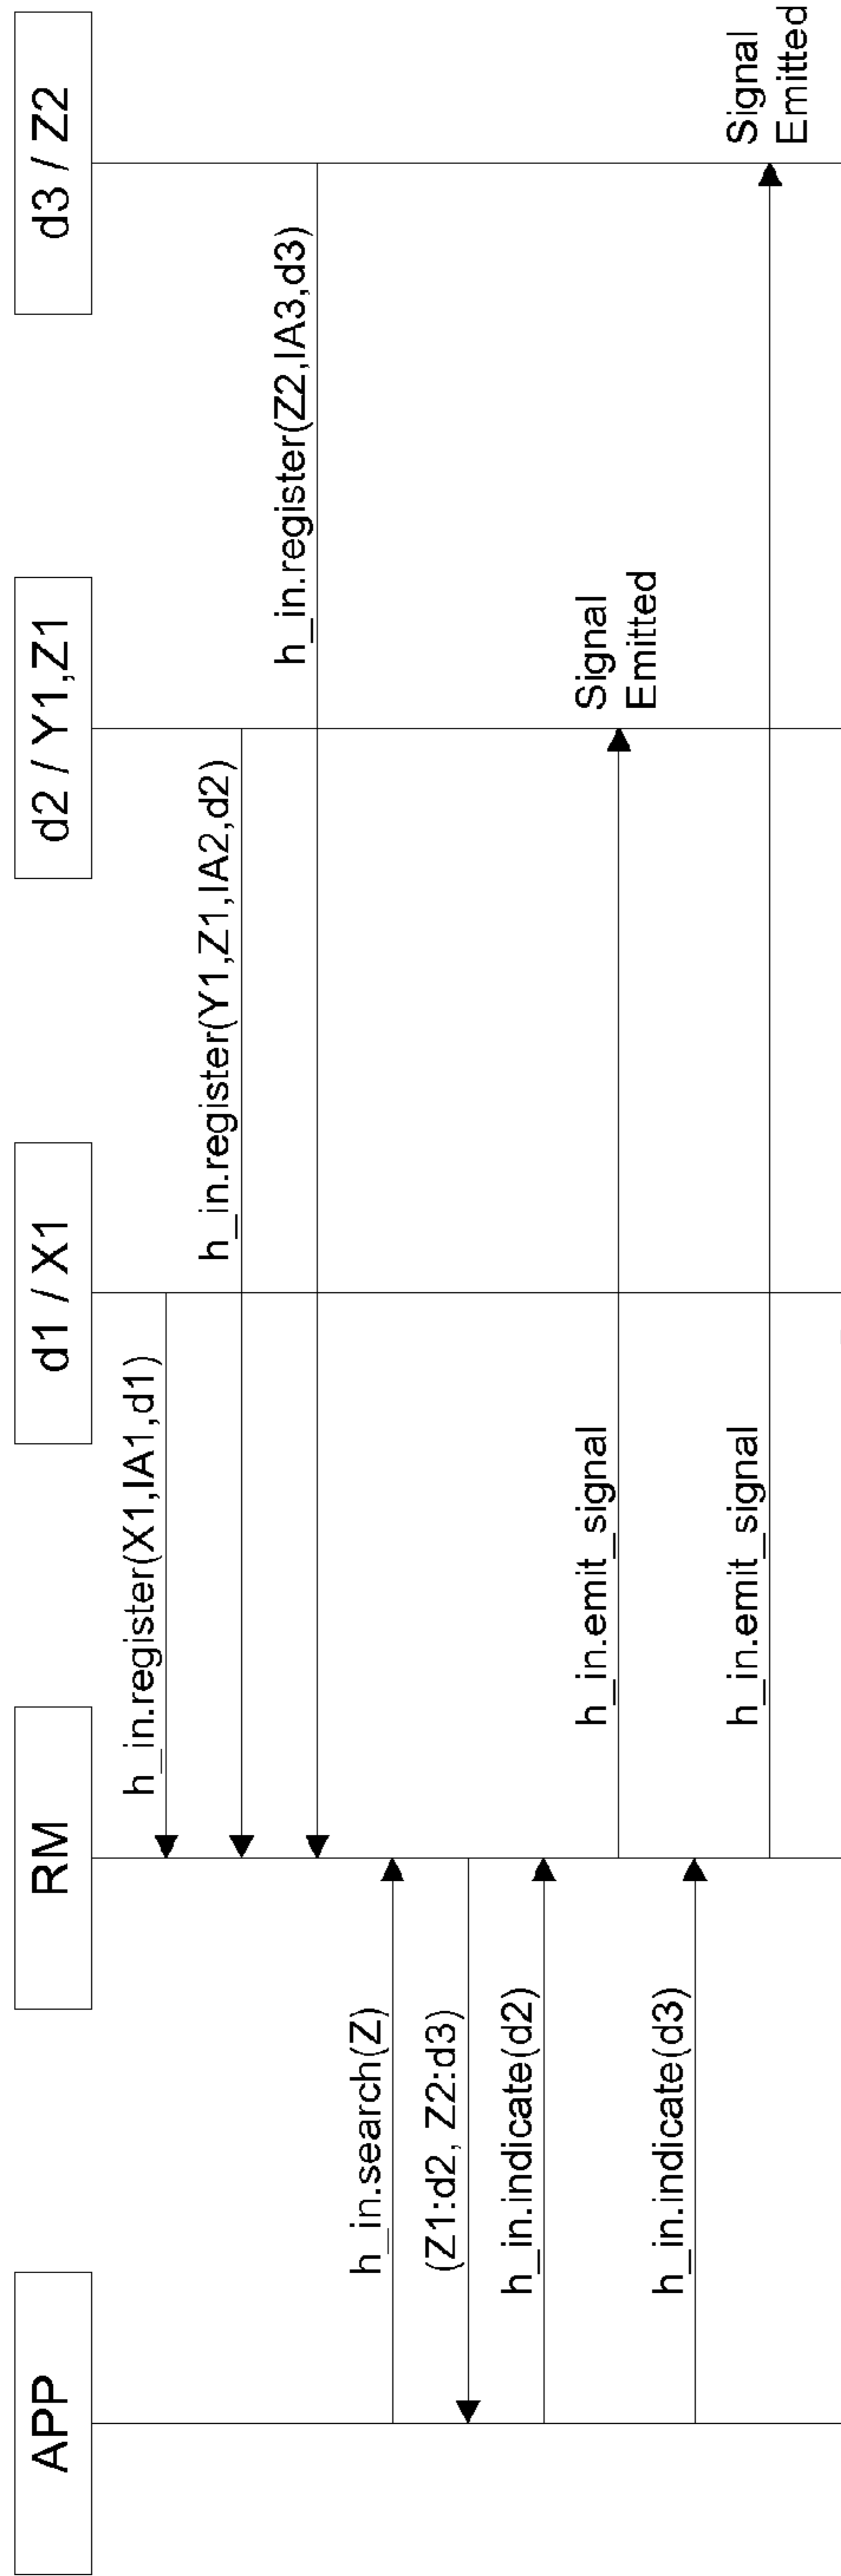 APP
RM
d1 / X1
d2 / Y1,Z1
d3 / Z2
h_in.register(X1,IA1,d1)
h_in.register(Y1,Z1,IA2,d2)
h_in.register(Z2,IA3,d3)
h_in.search(Z)
(Z1:d2, Z2:d3)
h_in.indicate(d2)
h_in.emit_signal
Signal
Emitted
h_in.indicate(d3)
h_in.emit_signal
Signal
Emitted